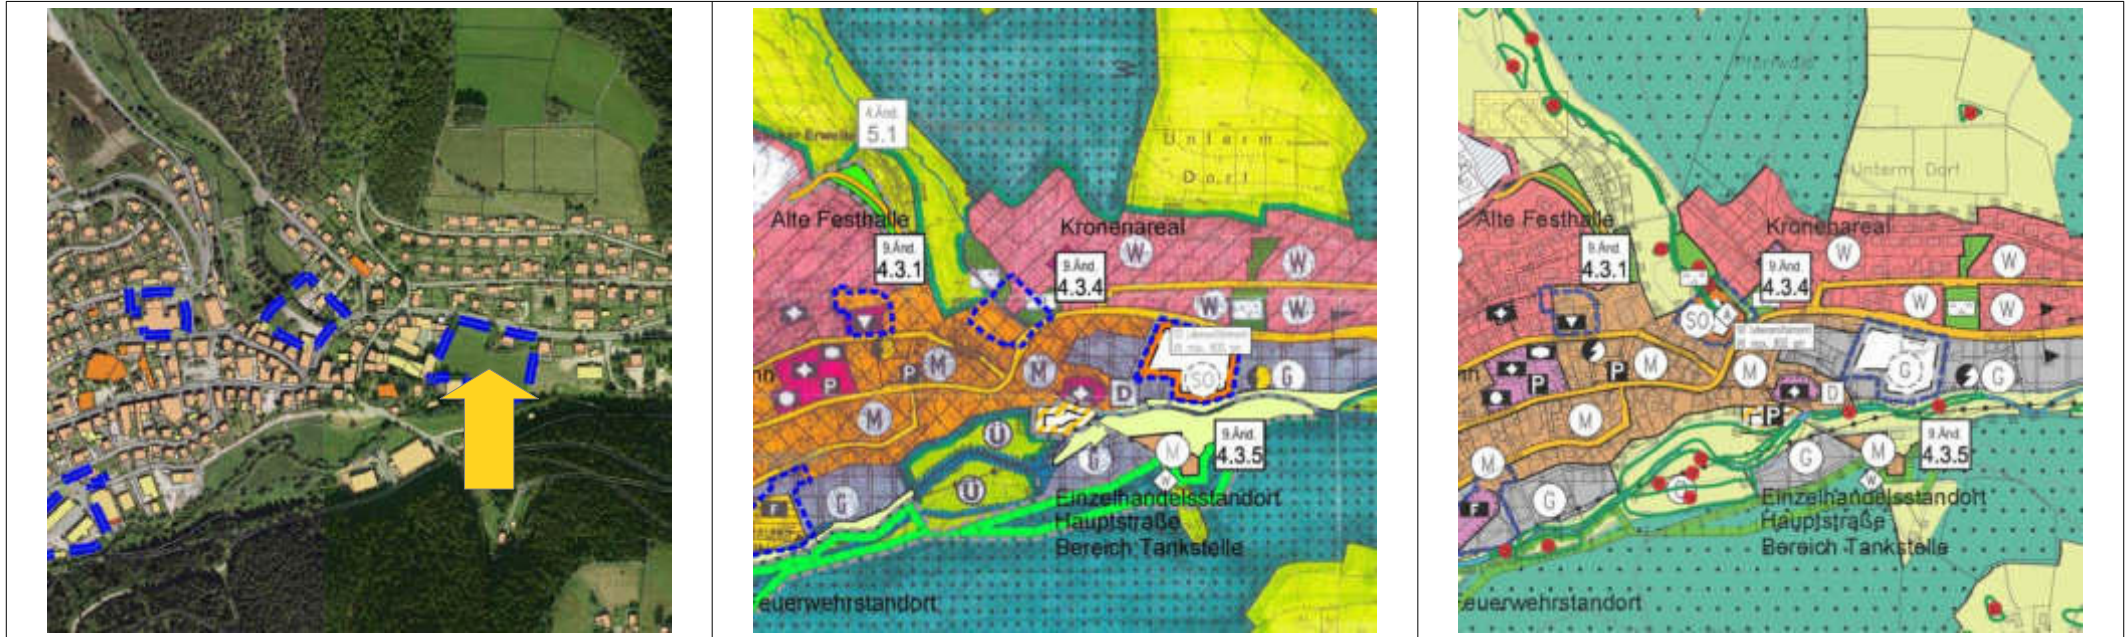 4.Änd.
5.1
Unterm
Dorf
Alte Festhalle
Kronenareal
9.Änd.
4.3.1
9.Änd.
4.3.4
W
W
W
W
M
M
M
P
P
D
SO
G
Ü
Ü
G
G
M
W
F
9.Änd.
4.3.5
Einzelhandelsstandort
Hauptstraße
Bereich Tankstelle
euerwehrstandort
Unterm Dorf
Alte Festhalle
Kronenareal
9.Änd.
4.3.1
9.Änd.
4.3.4
W
W
W
W
SO
A
M
M
M
M
P
P
P
D
G
G
G
G
M
W
F
9.Änd.
4.3.5
Einzelhandelsstandort
Hauptstraße
Bereich Tankstelle
euerwehrstandort